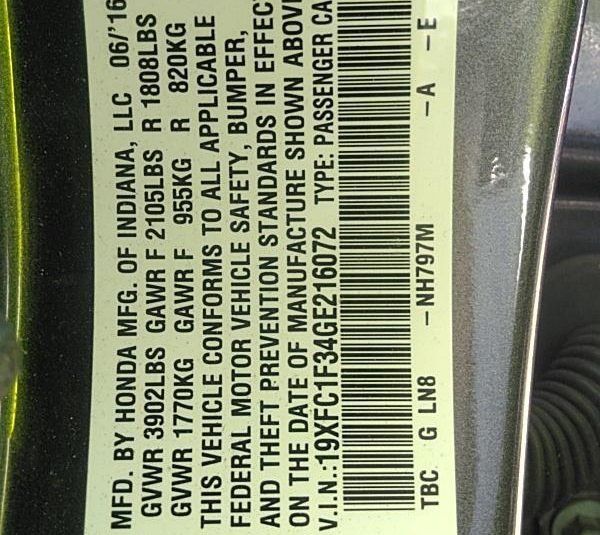 MFD. BY HONDA MFG. OF INDIANA, LLC 06/'16
GVWR 3902LBS GAWR F 2105LBS R 1808LBS
GVWR 1770KG GAWR F 955KG R 820KG
THIS VEHICLE CONFORMS TO ALL APPLICABLE
FEDERAL MOTOR VEHICLE SAFETY, BUMPER,
AND THEFT PREVENTION STANDARDS IN EFFECT
ON THE DATE OF MANUFACTURE SHOWN ABOVE
V.I.N.:19XFC1F34GE216072 TYPE: PASSENGER CA
TBC G LN8 -NH797M -A -E